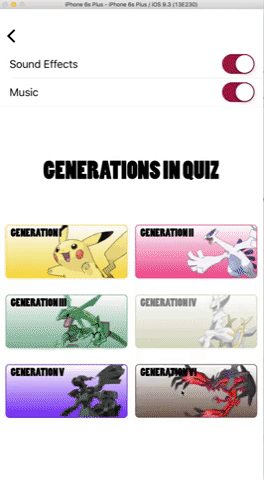 iPhone 6s Plus - iPhone 6s Plus / iOS 9.3 (13E230)
Sound Effects
Music
GENERATIONS IN QUIZ
GENERATION I
GENERATION II
GENERATION III
GENERATION IV
GENERATION V
GENERATION VI